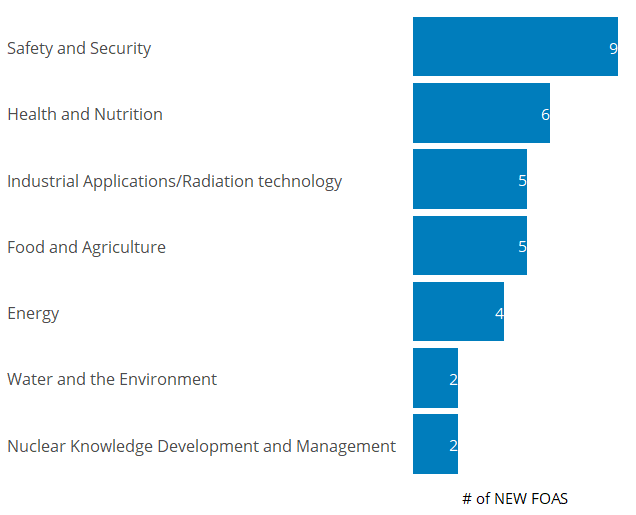 Safety and Security 9
Health and Nutrition 6
Industrial Applications/Radiation technology 5
Food and Agriculture 5
Energy 4
Water and the Environment 2
Nuclear Knowledge Development and Management 2
# of NEW FOAS